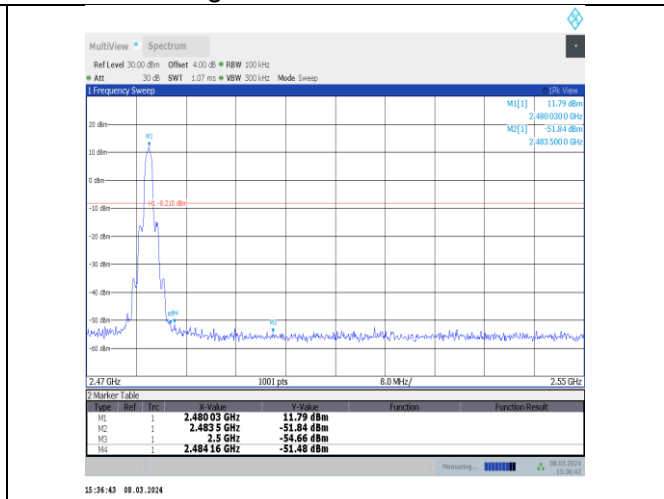 MultiView Spectrum
Ref Level 30.00 dBm Offset 4.00 dB RBW 100 kHz
Att 30 dB SWT 1.07 ms VBW 300 kHz Mode Sweep
1 Frequency Sweep 1Pk View
M1[1] 11.79 dBm
2.4800300 GHz
M2[1] -51.84 dBm
2.4835000 GHz
20 dBm
M1
10 dBm
0 dBm
H1 -8.210 dBm
-10 dBm
-20 dBm
-30 dBm
-40 dBm
-50 dBm
M4
M3
-60 dBm
2.47 GHz 1001 pts 8.0 MHz/ 2.55 GHz
2 Marker Table
Type Ref Trc X-Value Y-Value Function Function Result
M1 1 2.480 03 GHz 11.79 dBm
M2 1 2.483 5 GHz -51.84 dBm
M3 1 2.5 GHz -54.66 dBm
M4 1 2.484 16 GHz -51.48 dBm
Measuring... 08.03.2024
15:36:42
15:36:43 08.03.2024